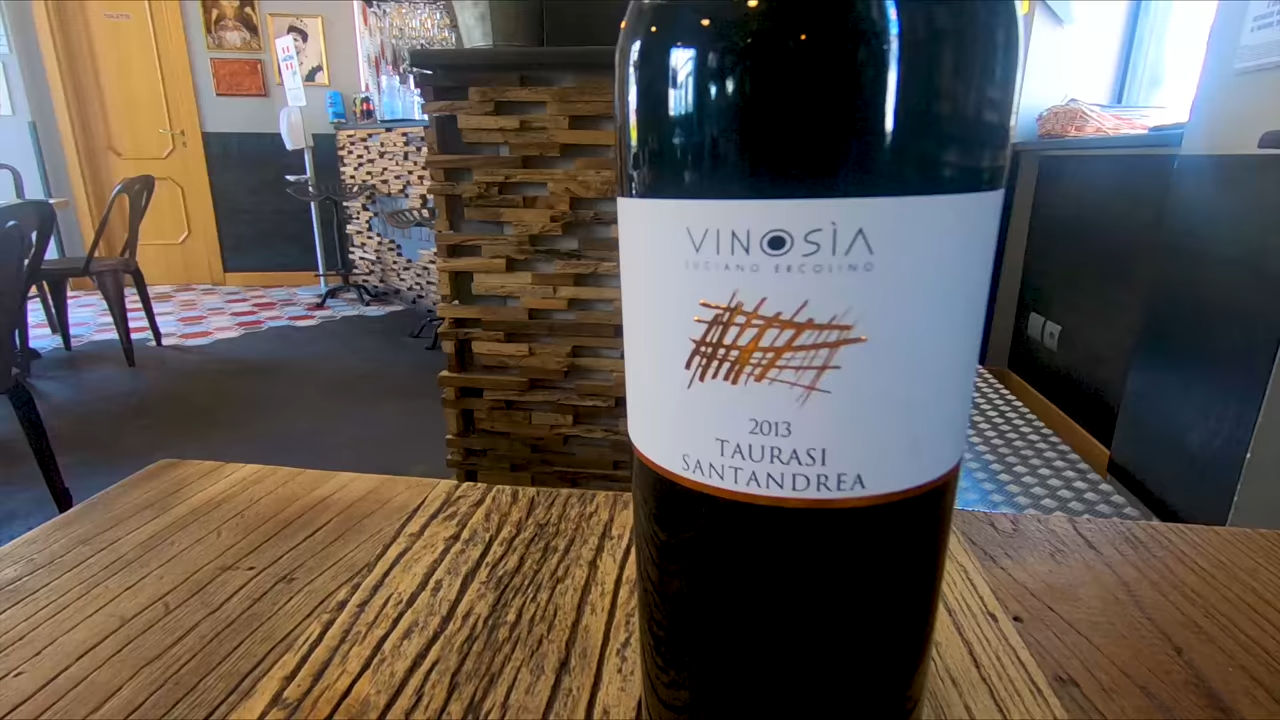 VINOSÌA
LUCIANO ERCOLINO
2013
TAURASI
SANTANDREA